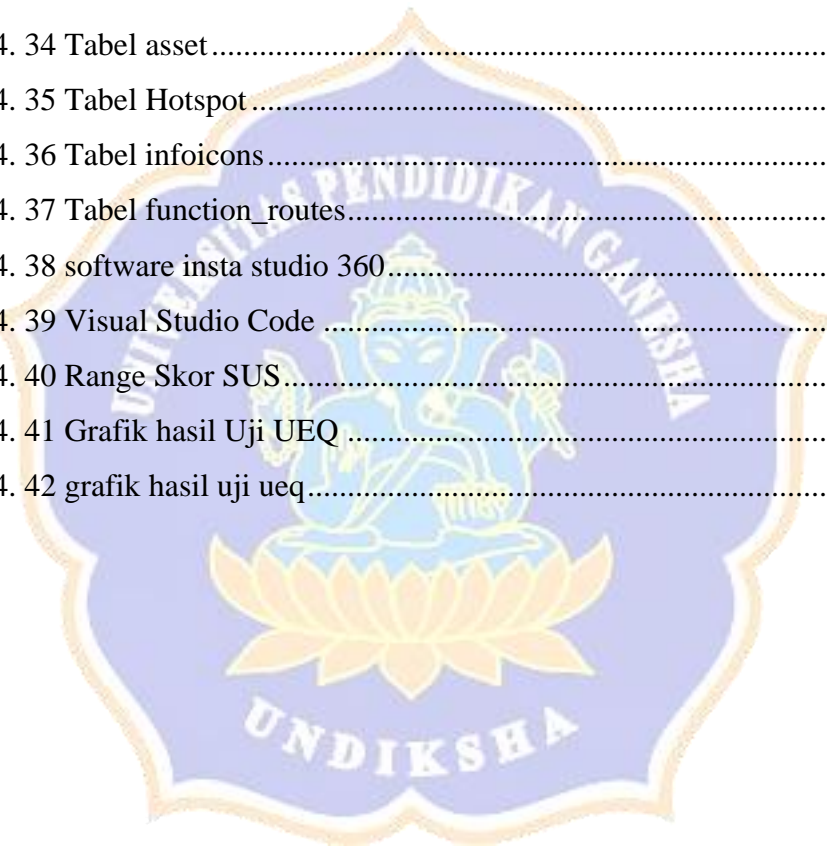 4. 34 Tabel asset................................................................................
4. 35 Tabel Hotspot...........................................................................
4. 36 Tabel infoicons.........................................................................
4. 37 Tabel function_routes..............................................................
4. 38 software insta studio 360.........................................................
4. 39 Visual Studio Code .................................................................
4. 40 Range Skor SUS......................................................................
4. 41 Grafik hasil Uji UEQ ..............................................................
4. 42 grafik hasil uji ueq...................................................................
UNIVERSITAS PENDIDIKAN GANESHA
UNDIKSHA